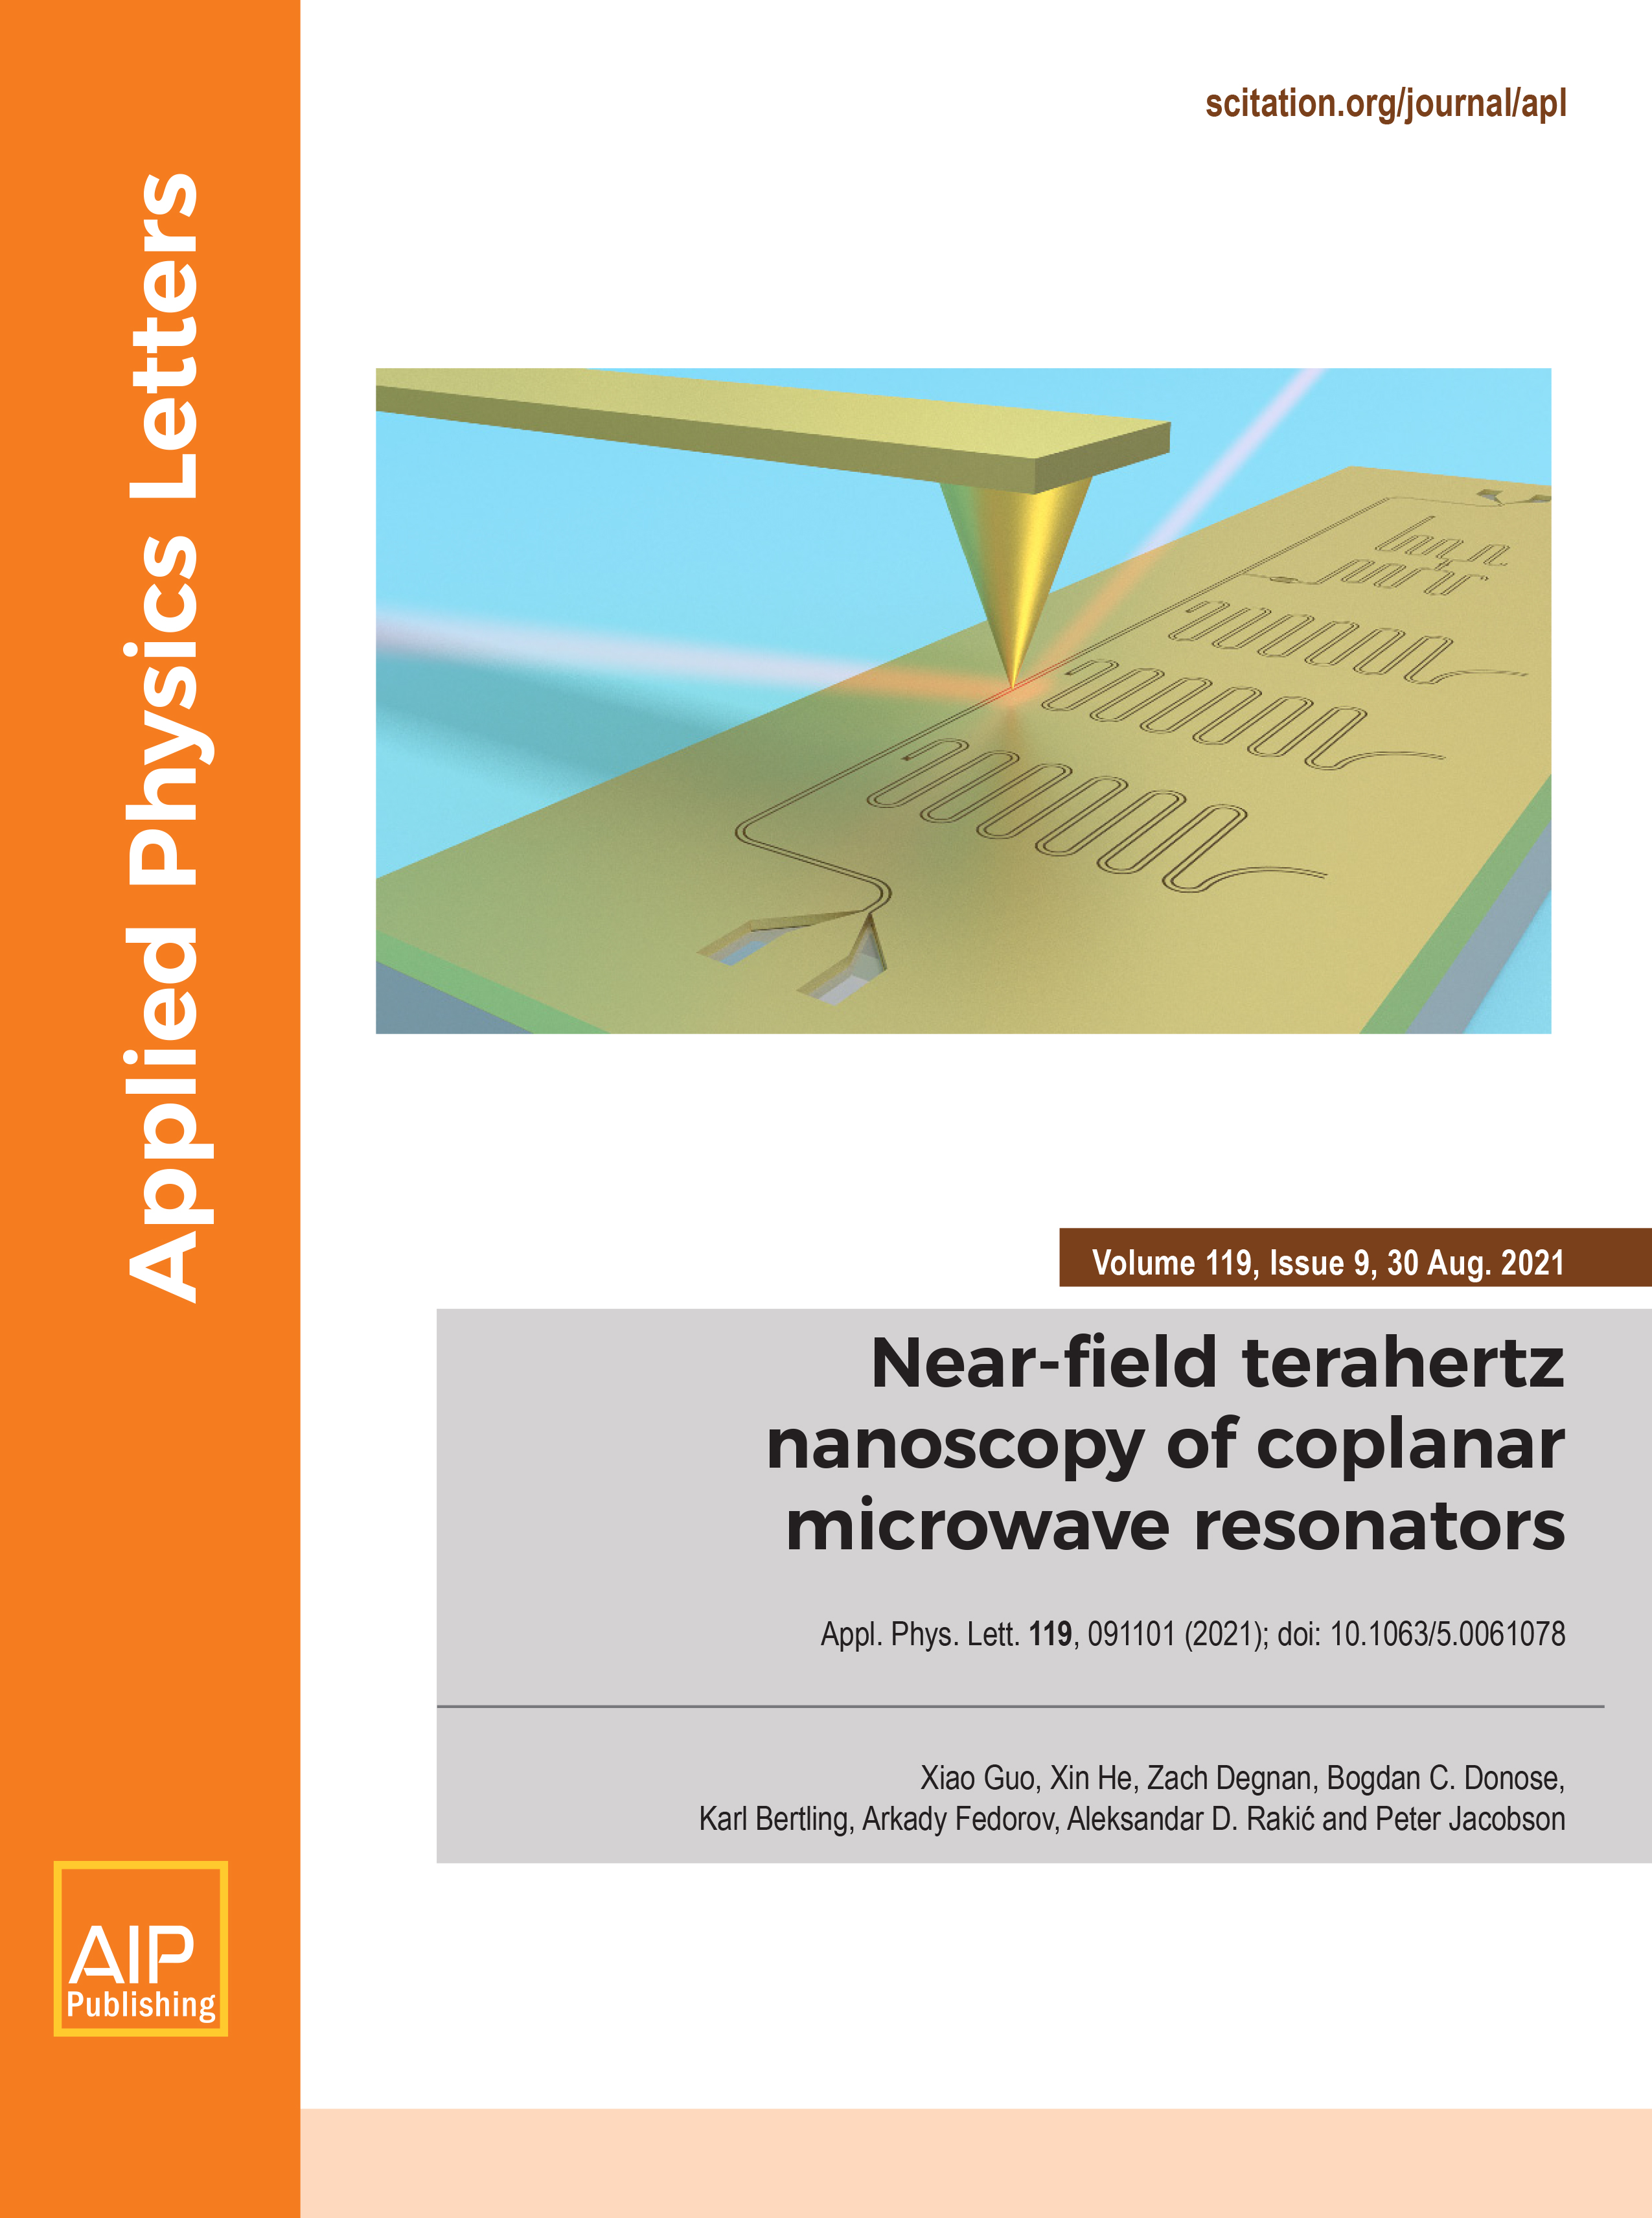 scitation.org/journal/apl
Applied Physics Letters
Volume 119, Issue 9, 30 Aug. 2021
Near-field terahertz
nanoscopy of coplanar
microwave resonators
Appl. Phys. Lett. 119, 091101 (2021); doi: 10.1063/5.0061078
Xiao Guo, Xin He, Zach Degnan, Bogdan C. Donose,
Karl Bertling, Arkady Fedorov, Aleksandar D. Rakić and Peter Jacobson
AIP
Publishing